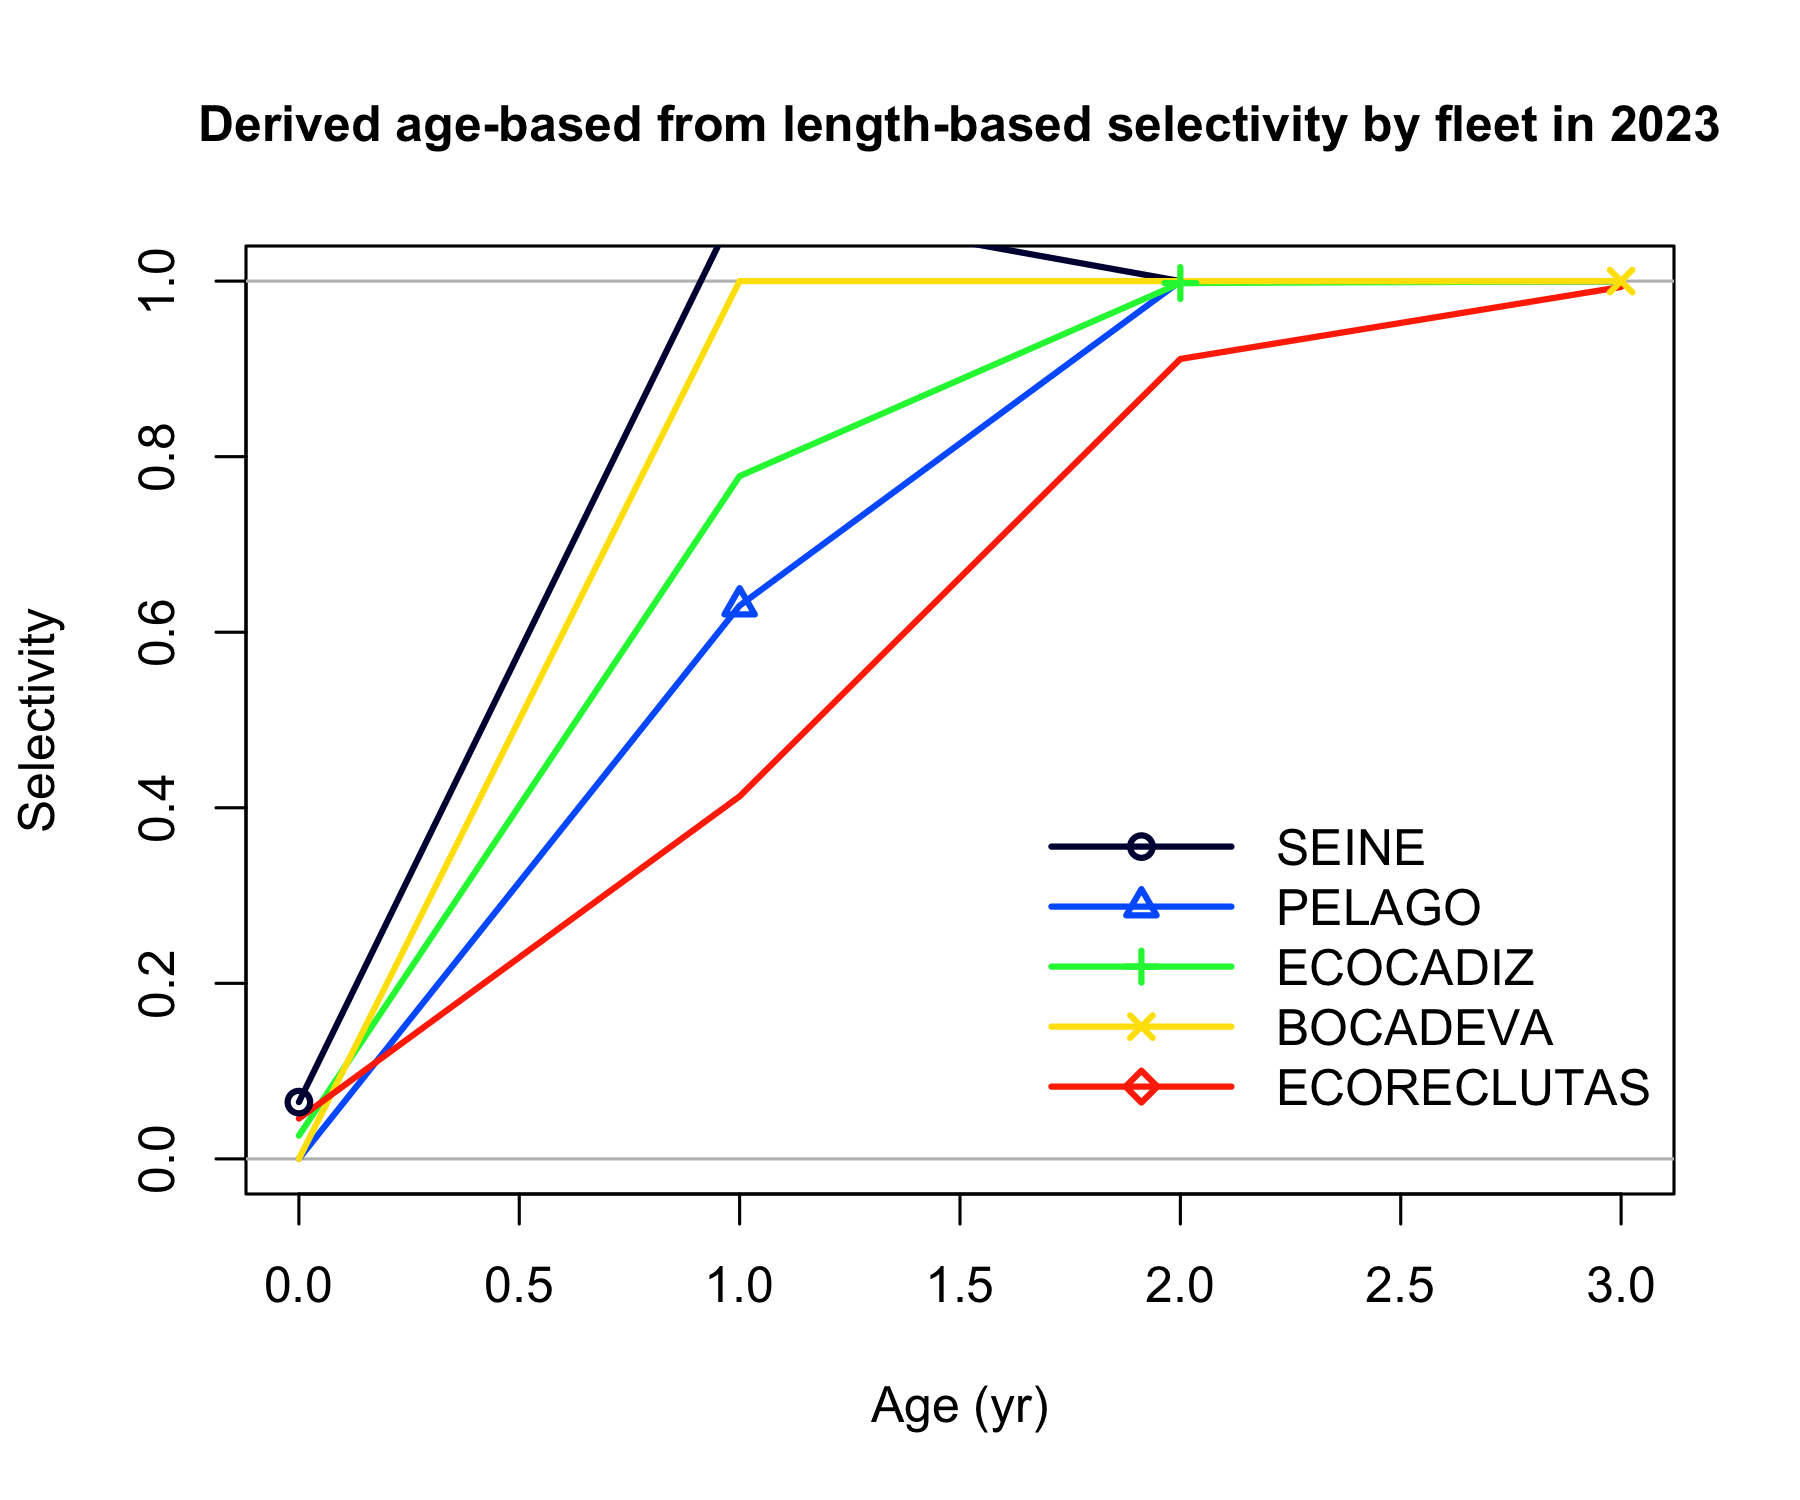 Derived age-based from length-based selectivity by fleet in 2023
Selectivity
1.0
0.8
0.6
0.4
0.2
0.0
SEINE
PELAGO
ECOCADIZ
BOCADEVA
ECORECLUTAS
0.0 0.5 1.0 1.5 2.0 2.5 3.0
Age (yr)